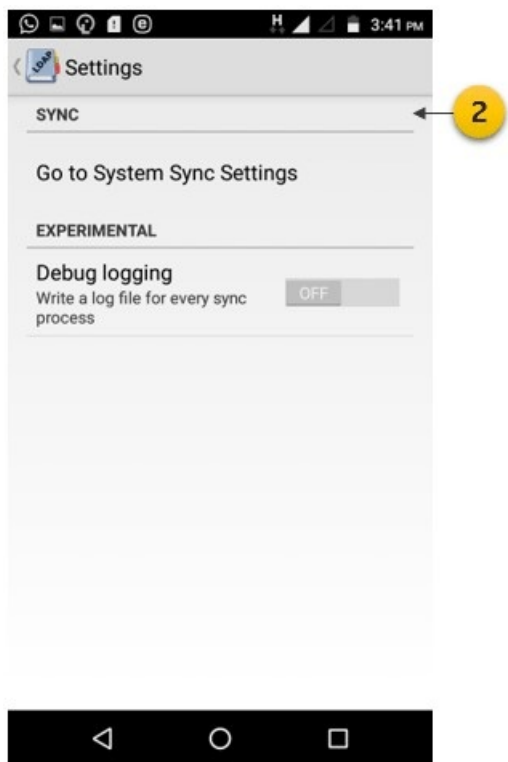 H 3:41 PM
LDAP Settings
SYNC
2
Go to System Sync Settings
EXPERIMENTAL
Debug logging
Write a log file for every sync
process
OFF